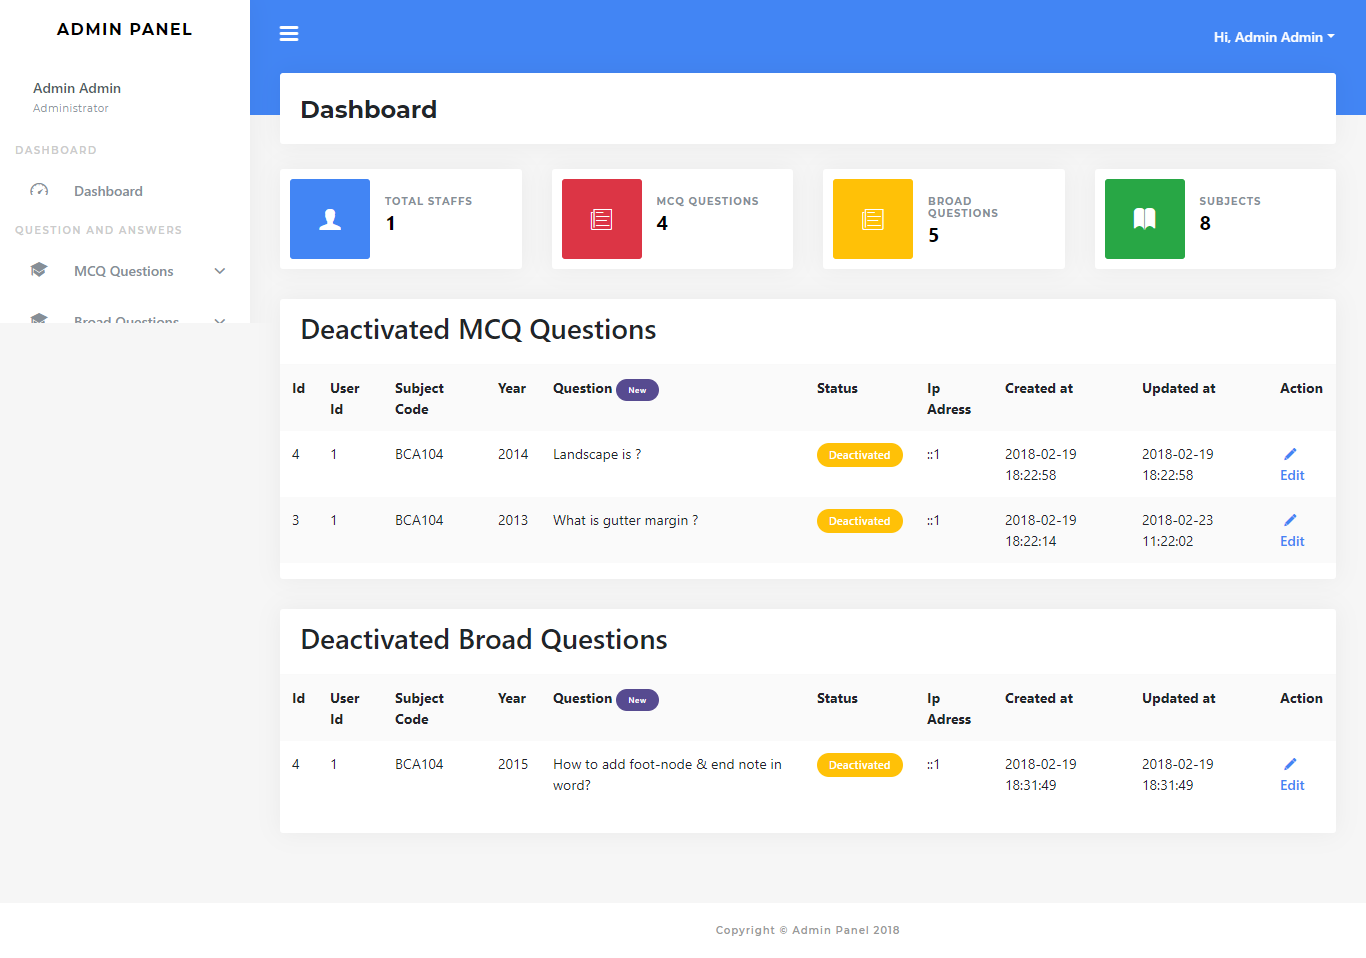 ADMIN PANEL
Hi, Admin Admin
Admin Admin
Administrator
DASHBOARD
Dashboard
QUESTION AND ANSWERS
MCQ Questions
Broad Questions
Dashboard
TOTAL STAFFS
1
MCQ QUESTIONS
4
BROAD
QUESTIONS
5
SUBJECTS
8
Deactivated MCQ Questions
Id User Id Subject Code Year Question New Status Ip Adress Created at Updated at Action
4 1 BCA104 2014 Landscape is ? Deactivated ::1 2018-02-19 18:22:58 2018-02-19 18:22:58 Edit
3 1 BCA104 2013 What is gutter margin ? Deactivated ::1 2018-02-19 18:22:14 2018-02-23 11:22:02 Edit
Deactivated Broad Questions
Id User Id Subject Code Year Question New Status Ip Adress Created at Updated at Action
4 1 BCA104 2015 How to add foot-node & end note in word? Deactivated ::1 2018-02-19 18:31:49 2018-02-19 18:31:49 Edit
Copyright © Admin Panel 2018